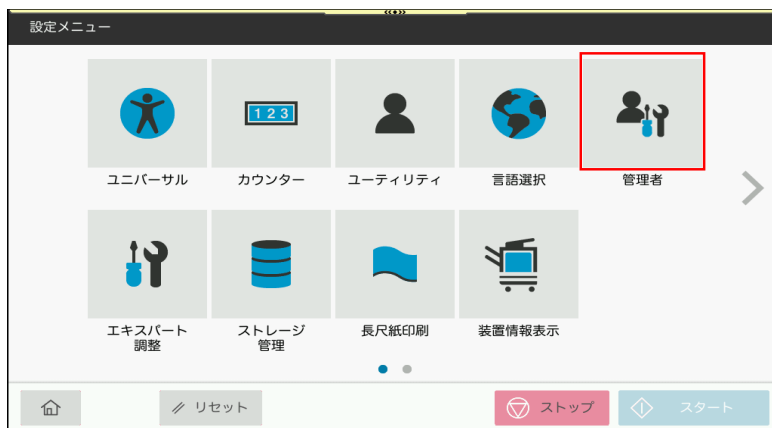 設定メニュー
1 2 3
ユニバーサル
カウンター
ユーティリティ
言語選択
管理者
エキスパート
調整
ストレージ
管理
長尺紙印刷
装置情報表示
リセット
ストップ
スタート